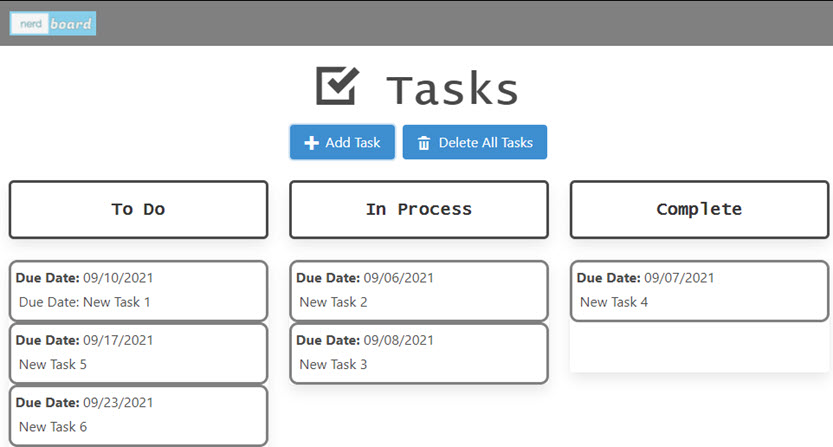 nerd board
Tasks
Add Task
Delete All Tasks
To Do
Due Date: 09/10/2021
Due Date: New Task 1
Due Date: 09/17/2021
New Task 5
Due Date: 09/23/2021
New Task 6
In Process
Due Date: 09/06/2021
New Task 2
Due Date: 09/08/2021
New Task 3
Complete
Due Date: 09/07/2021
New Task 4